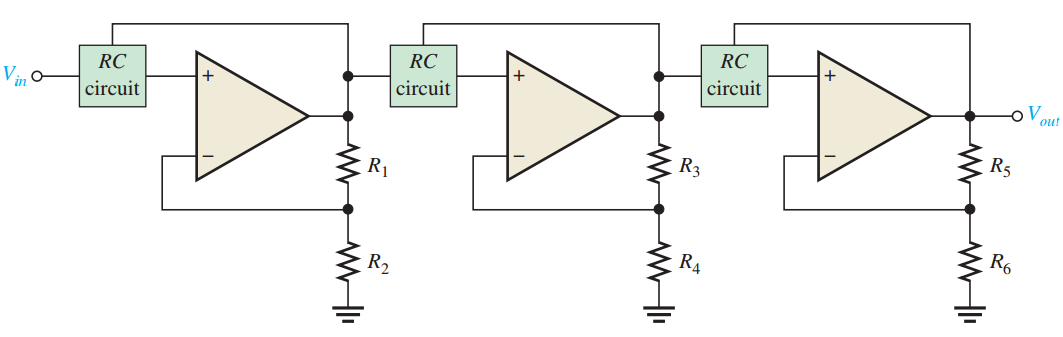 RC
circuit
RC
circuit
RC
circuit
V_in
+
+
+
V_out
−
−
−
R_1
R_3
R_5
R_2
R_4
R_6